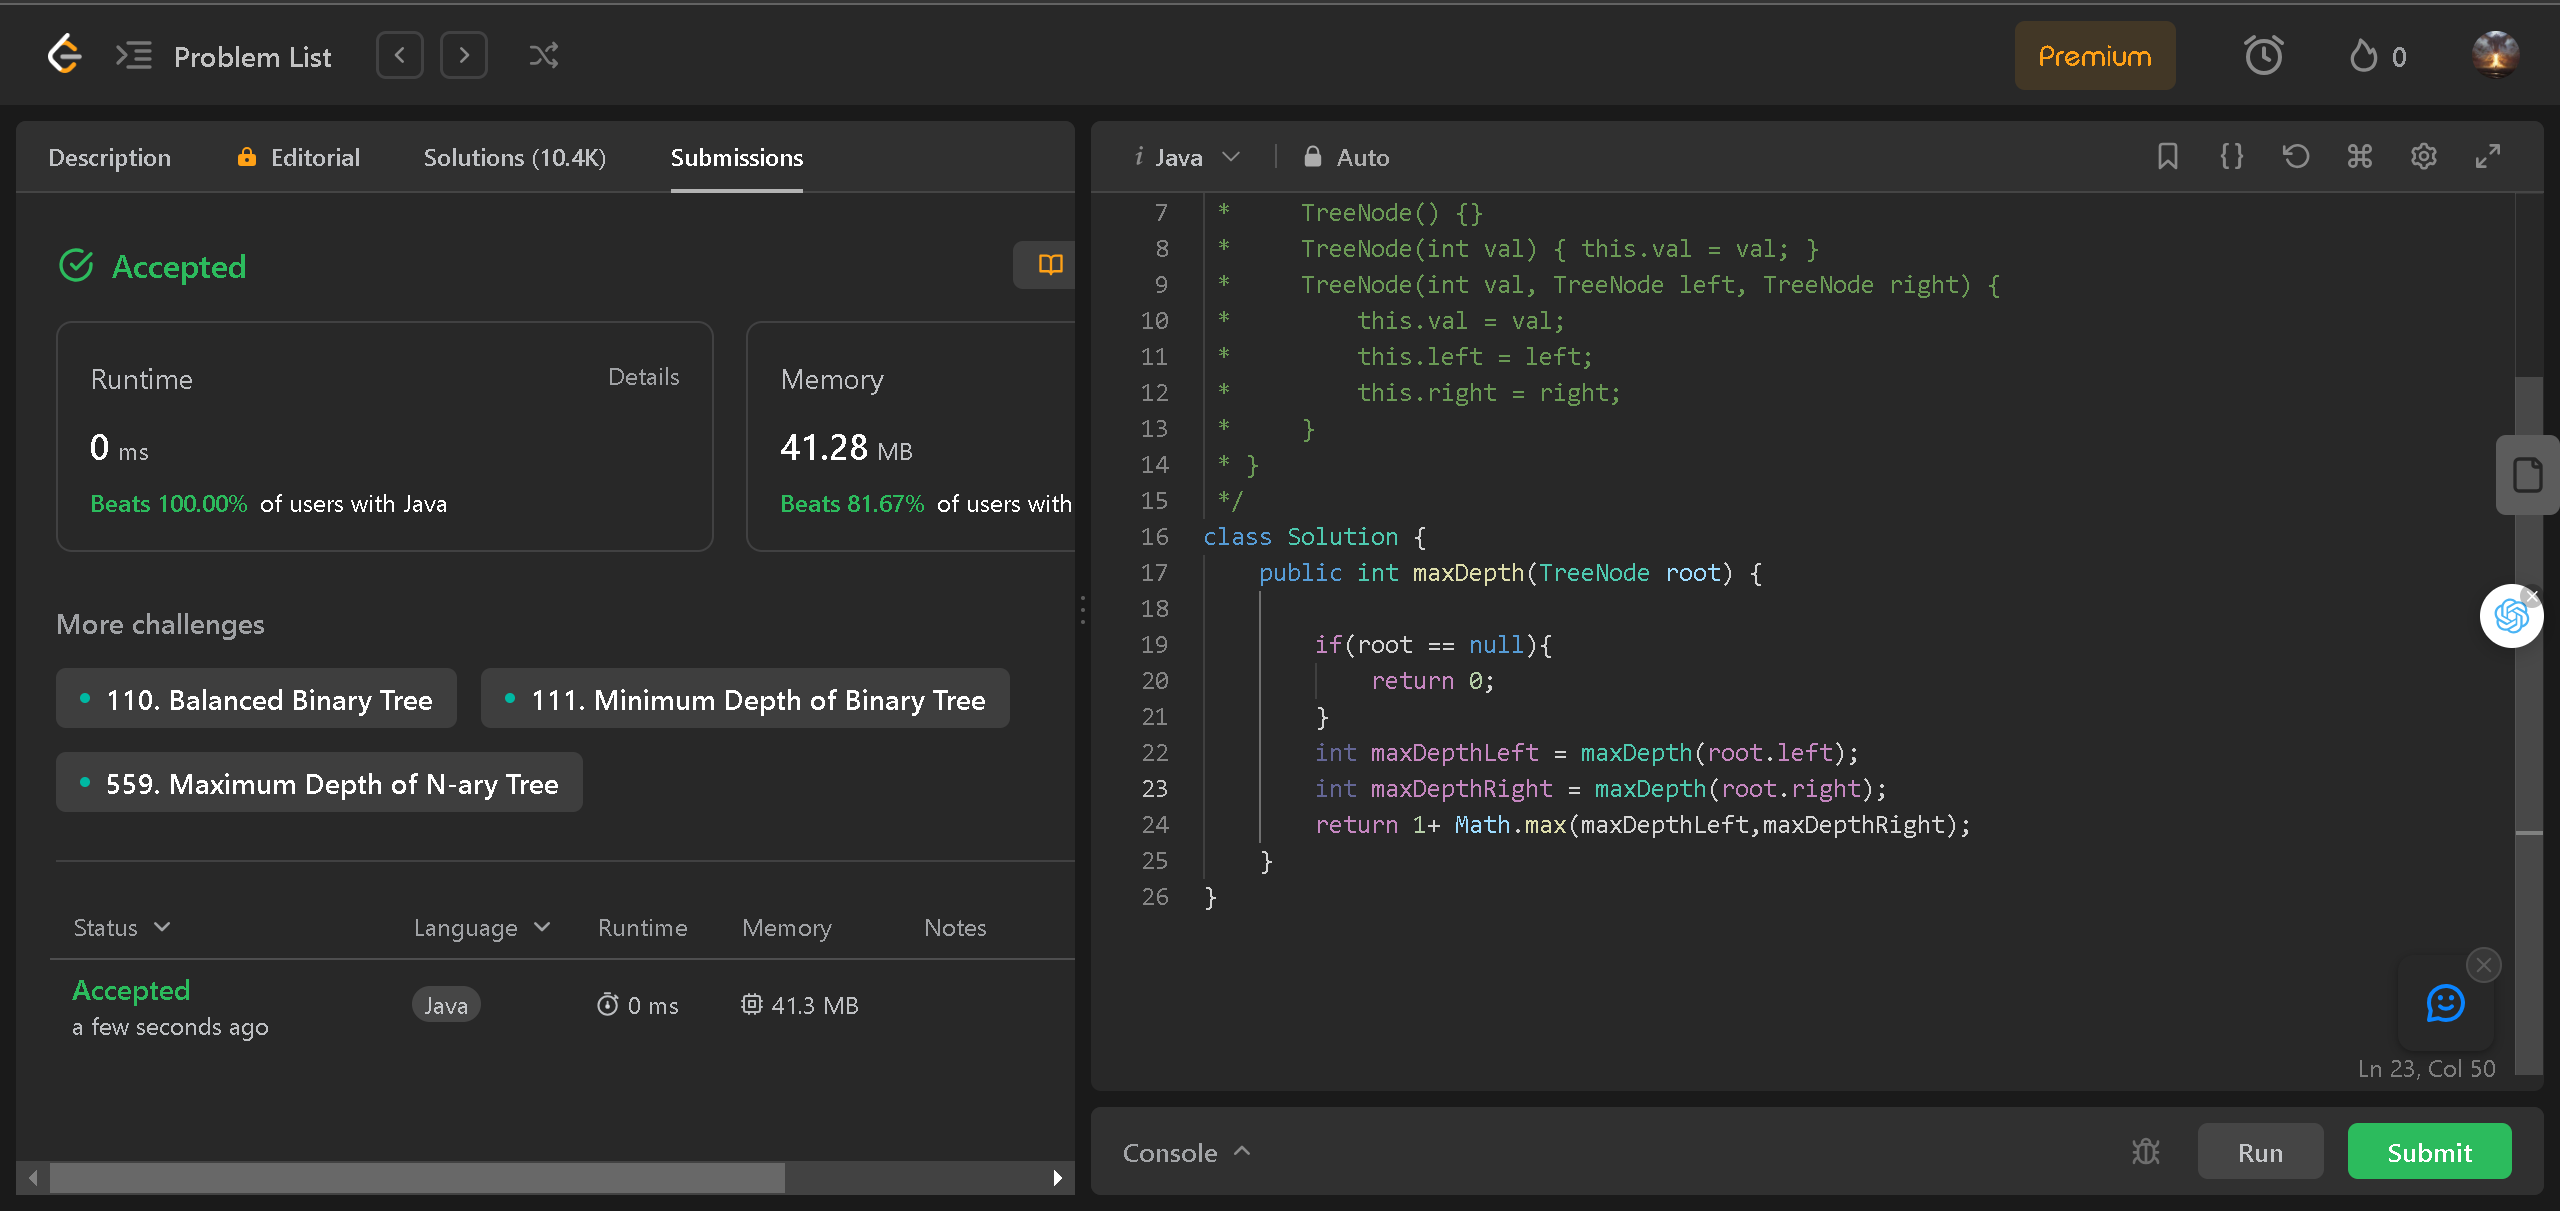 Problem List
Premium
0
Description
Editorial
Solutions (10.4K)
Submissions
Accepted
Runtime
Details
0 ms
Beats 100.00% of users with Java
Memory
41.28 MB
Beats 81.67% of users with
More challenges
110. Balanced Binary Tree
111. Minimum Depth of Binary Tree
559. Maximum Depth of N-ary Tree
Status Language Runtime Memory Notes
Accepted
a few seconds ago
Java
0 ms
41.3 MB
i Java
Auto
{}
7 *     TreeNode() {}
8 *     TreeNode(int val) { this.val = val; }
9 *     TreeNode(int val, TreeNode left, TreeNode right) {
10 *         this.val = val;
11 *         this.left = left;
12 *         this.right = right;
13 *     }
14 * }
15 */
16 class Solution {
17     public int maxDepth(TreeNode root) {
18
19         if(root == null){
20             return 0;
21         }
22         int maxDepthLeft = maxDepth(root.left);
23         int maxDepthRight = maxDepth(root.right);
24         return 1+ Math.max(maxDepthLeft,maxDepthRight);
25     }
26 }
Ln 23, Col 50
Console
Run
Submit